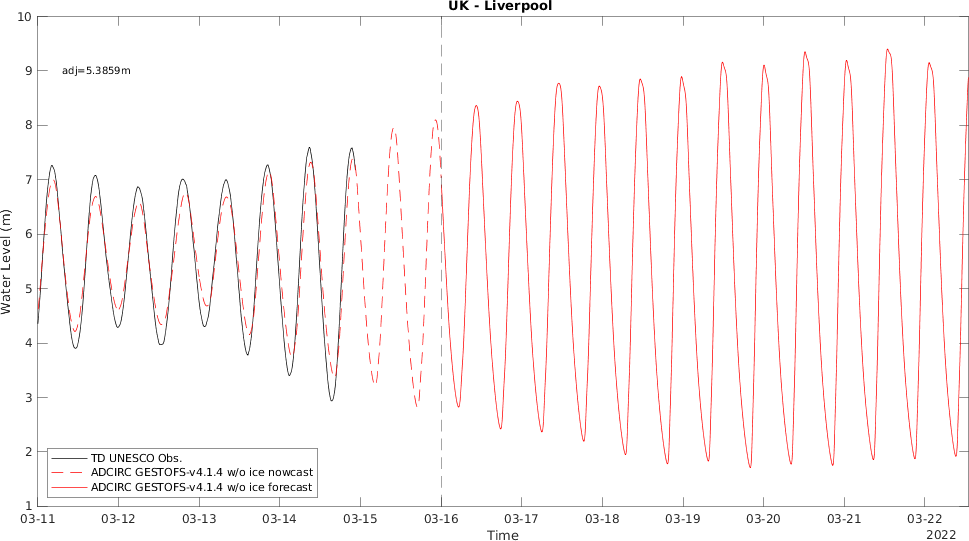 UK - Liverpool
10
9
8
7
6
5
4
3
2
1
Water Level (m)
adj=5.3859m
TD UNESCO Obs.
ADCIRC GESTOFS-v4.1.4 w/o ice nowcast
ADCIRC GESTOFS-v4.1.4 w/o ice forecast
03-11 03-12 03-13 03-14 03-15 03-16 03-17 03-18 03-19 03-20 03-21 03-22
Time
2022